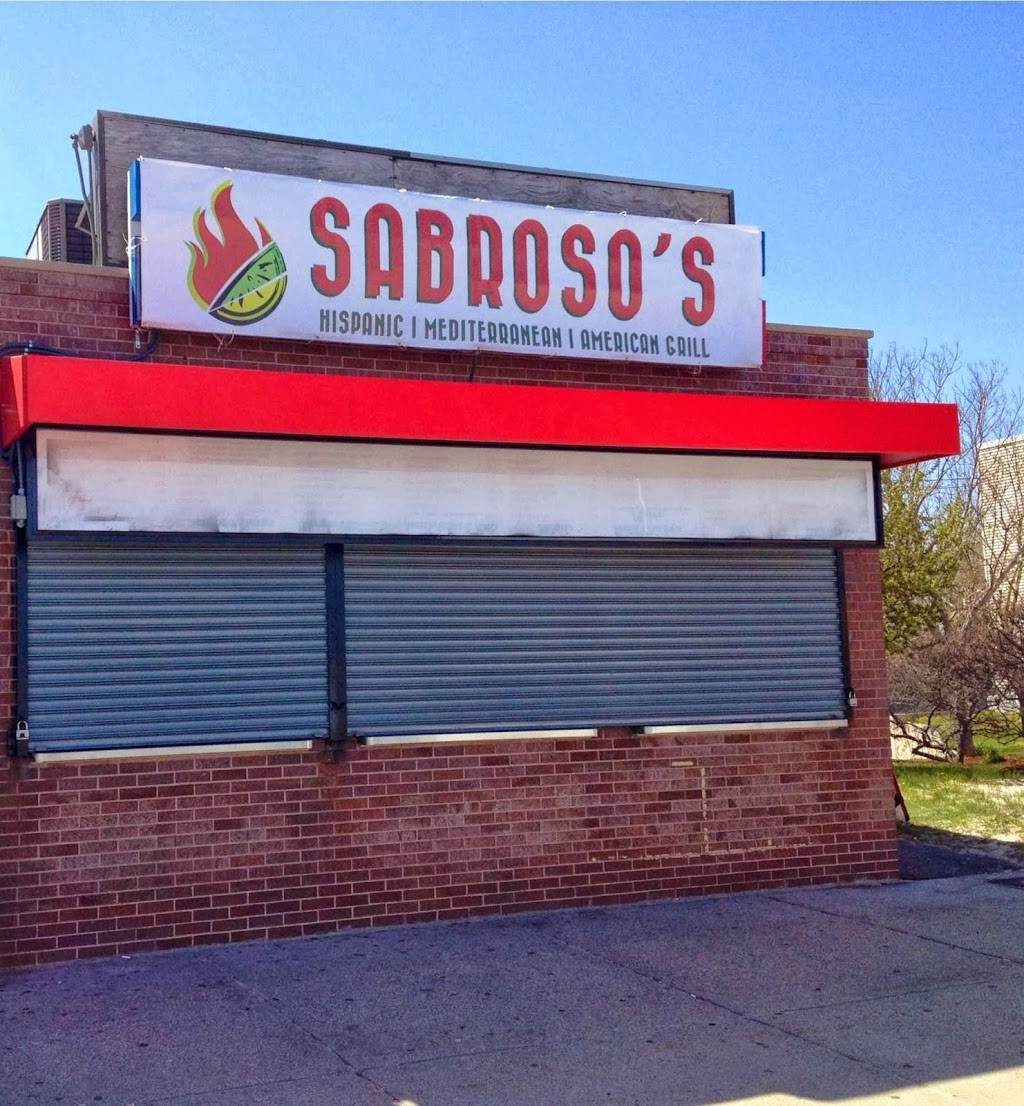 SABROSO'S
HISPANIC | MEDITERRANEAN | AMERICAN GRILL